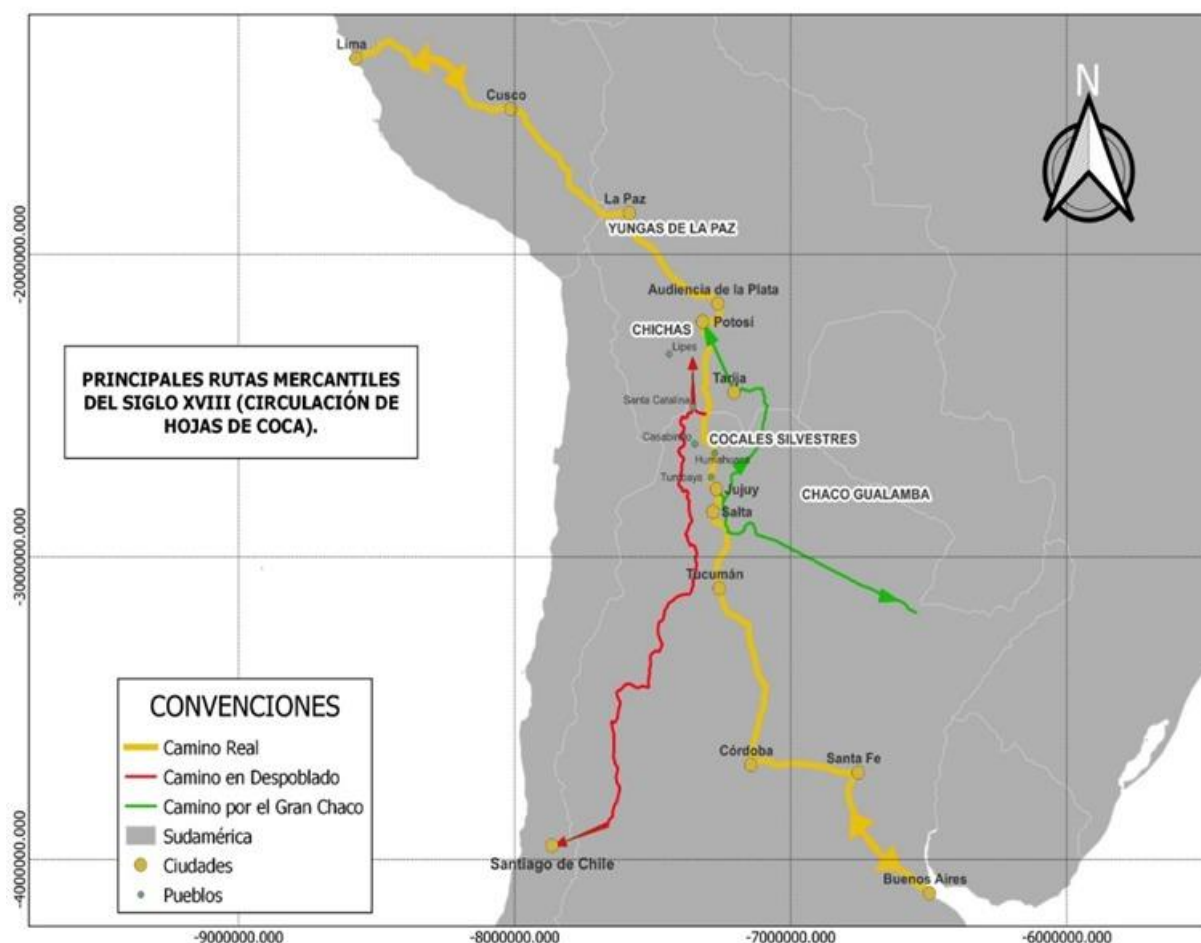 Lima
Cusco
La Paz
YUNGAS DE LA PAZ
Audiencia de la Plata
Potosí
CHICHAS
Lipes
Tarija
Santa Catalina
Casabindo
COCALES SILVESTRES
Humahuaca
Tumbaya
Jujuy
CHACO GUALAMBA
Salta
Tucumán
Córdoba
Santa Fe
Santiago de Chile
Buenos Aires
N
PRINCIPALES RUTAS MERCANTILES
DEL SIGLO XVIII (CIRCULACIÓN DE
HOJAS DE COCA).
CONVENCIONES
Camino Real
Camino en Despoblado
Camino por el Gran Chaco
Sudamérica
Ciudades
Pueblos
-2000000.000
-3000000.000
-4000000.000
-9000000.000
-8000000.000
-7000000.000
-6000000.000